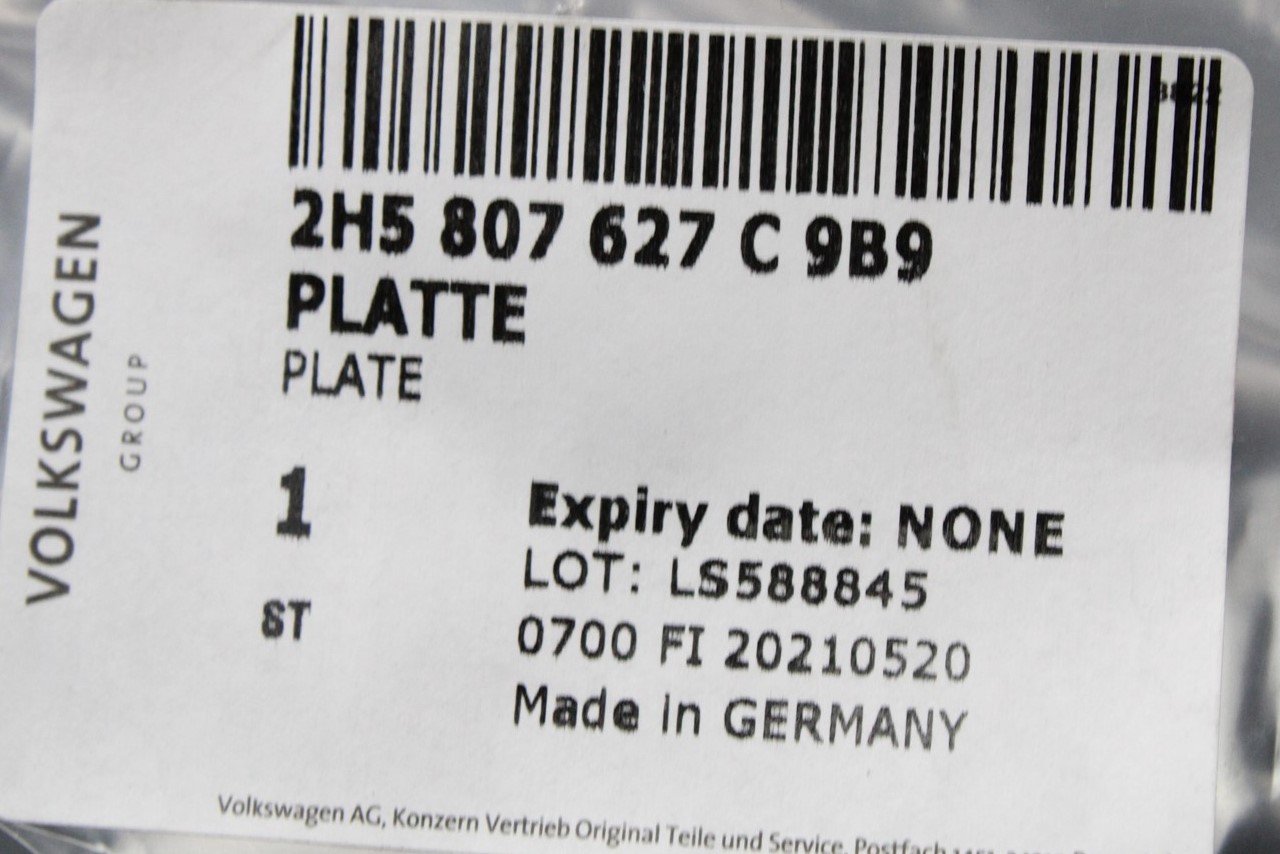 VOLKSWAGEN
GROUP
2H5 807 627 C 9B9
PLATTE
PLATE
1
ST
Expiry date: NONE
LOT: LS588845
0700 FI 20210520
Made in GERMANY
Volkswagen AG, Konzern Vertrieb Original Teile und Service, Postfach